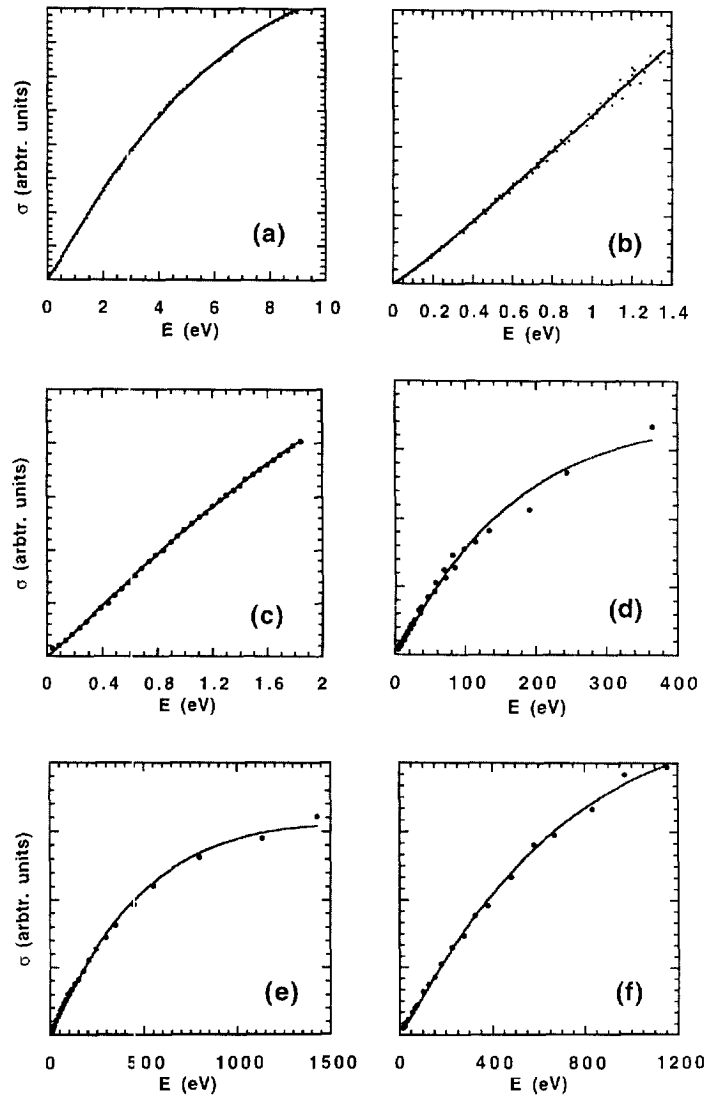 σ (arbtr. units)
(a)
0 2 4 6 8 10
E (eV)
(b)
0 0.2 0.4 0.6 0.8 1 1.2 1.4
E (eV)
σ (arbtr. units)
(c)
0 0.4 0.8 1.2 1.6 2
E (eV)
(d)
0 100 200 300 400
E (eV)
σ (arbtr. units)
(e)
0 500 1000 1500
E (eV)
(f)
0 400 800 1200
E (eV)